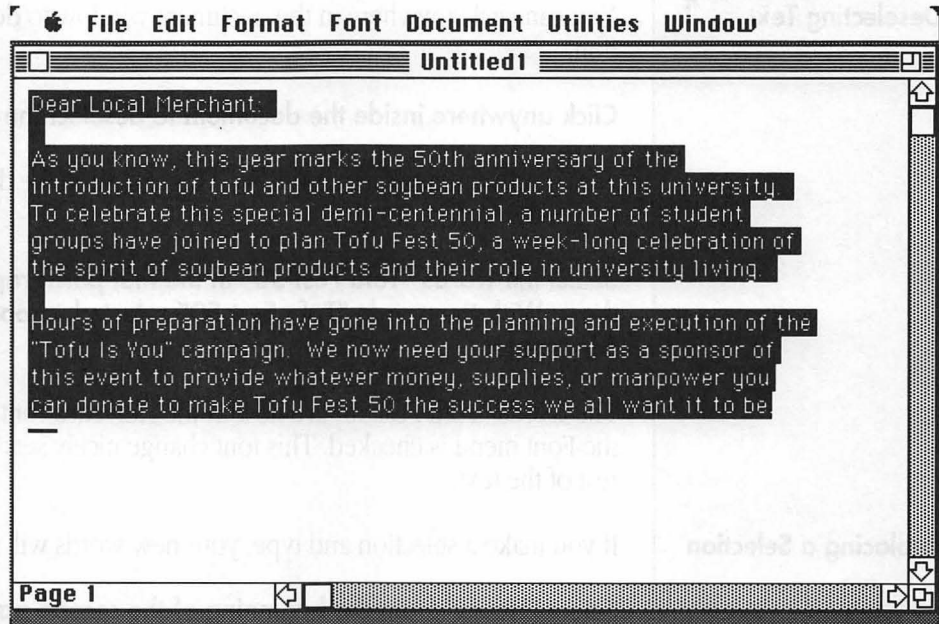 File Edit Format Font Document Utilities Window
Untitled1
Dear Local Merchant:
As you know, this year marks the 50th anniversary of the
introduction of tofu and other soybean products at this university.
To celebrate this special demi-centennial, a number of student
groups have joined to plan Tofu Fest 50, a week-long celebration of
the spirit of soybean products and their role in university living.
Hours of preparation have gone into the planning and execution of the
"Tofu Is You" campaign. We now need your support as a sponsor of
this event to provide whatever money, supplies, or manpower you
can donate to make Tofu Fest 50 the success we all want it to be.
Page 1